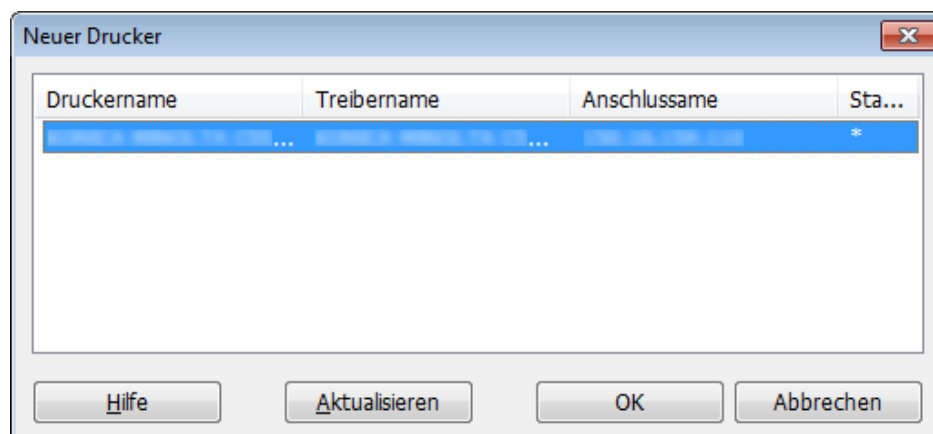 Neuer Drucker
Druckername Treibername Anschlussame Sta...
... ... *
Hilfe Aktualisieren OK Abbrechen